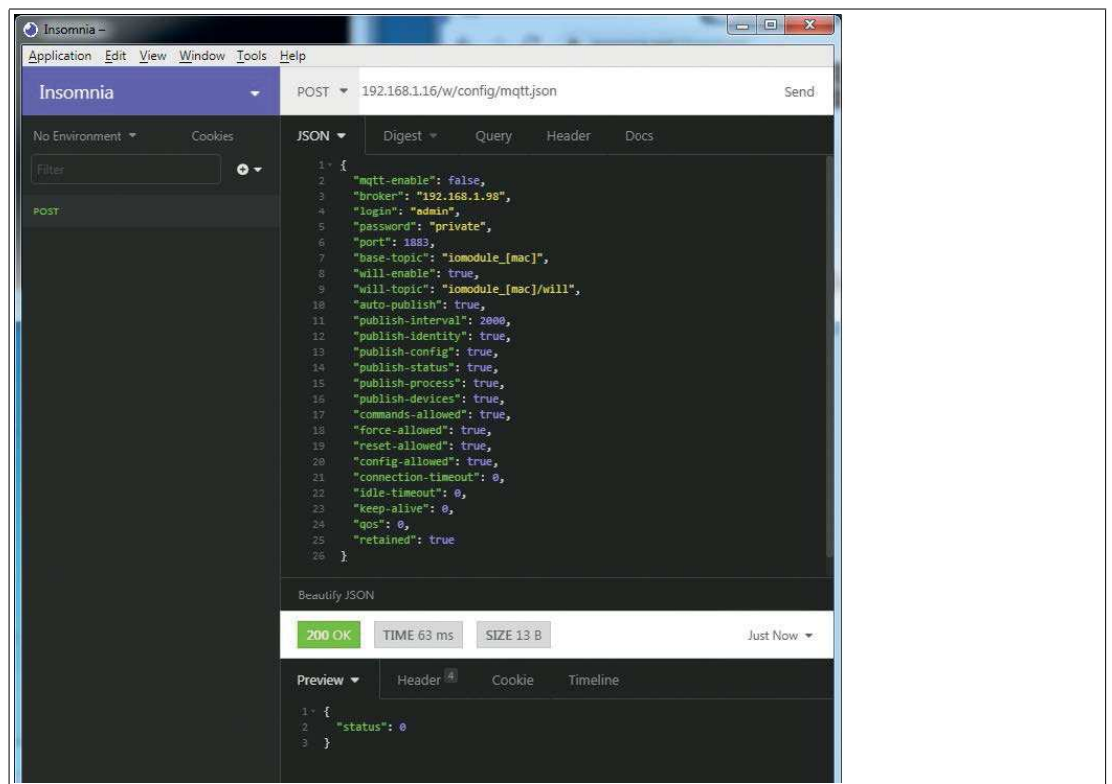 Insomnia –
Application Edit View Window Tools Help
Insomnia
POST 192.168.1.16/w/config/mqtt.json Send
No Environment Cookies
Filter
POST
JSON Digest Query Header Docs
1 {
2 "mqtt-enable": false,
3 "broker": "192.168.1.98",
4 "login": "admin",
5 "password": "private",
6 "port": 1883,
7 "base-topic": "iomodule_[mac]",
8 "will-enable": true,
9 "will-topic": "iomodule_[mac]/will",
10 "auto-publish": true,
11 "publish-interval": 2000,
12 "publish-identity": true,
13 "publish-config": true,
14 "publish-status": true,
15 "publish-process": true,
16 "publish-devices": true,
17 "commands-allowed": true,
18 "force-allowed": true,
19 "reset-allowed": true,
20 "config-allowed": true,
21 "connection-timeout": 0,
22 "idle-timeout": 0,
23 "keep-alive": 0,
24 "qos": 0,
25 "retained": true
26 }
Beautify JSON
200 OK TIME 63 ms SIZE 13 B Just Now
Preview Header 4 Cookie Timeline
1 {
2 "status": 0
3 }